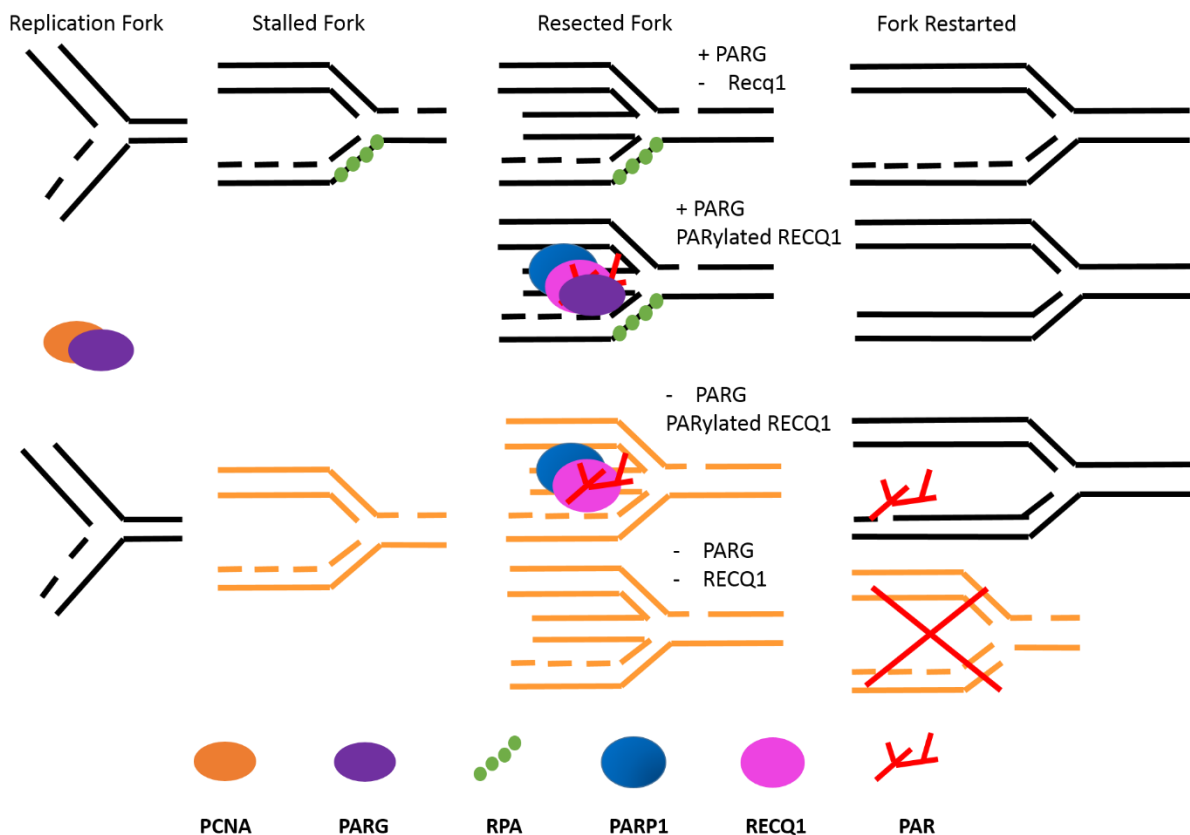 Replication Fork
Stalled Fork
Resected Fork
Fork Restarted
+ PARG
- Recq1
+ PARG
PARylated RECQ1
- PARG
PARylated RECQ1
- PARG
- RECQ1
PCNA
PARG
RPA
PARP1
RECQ1
PAR